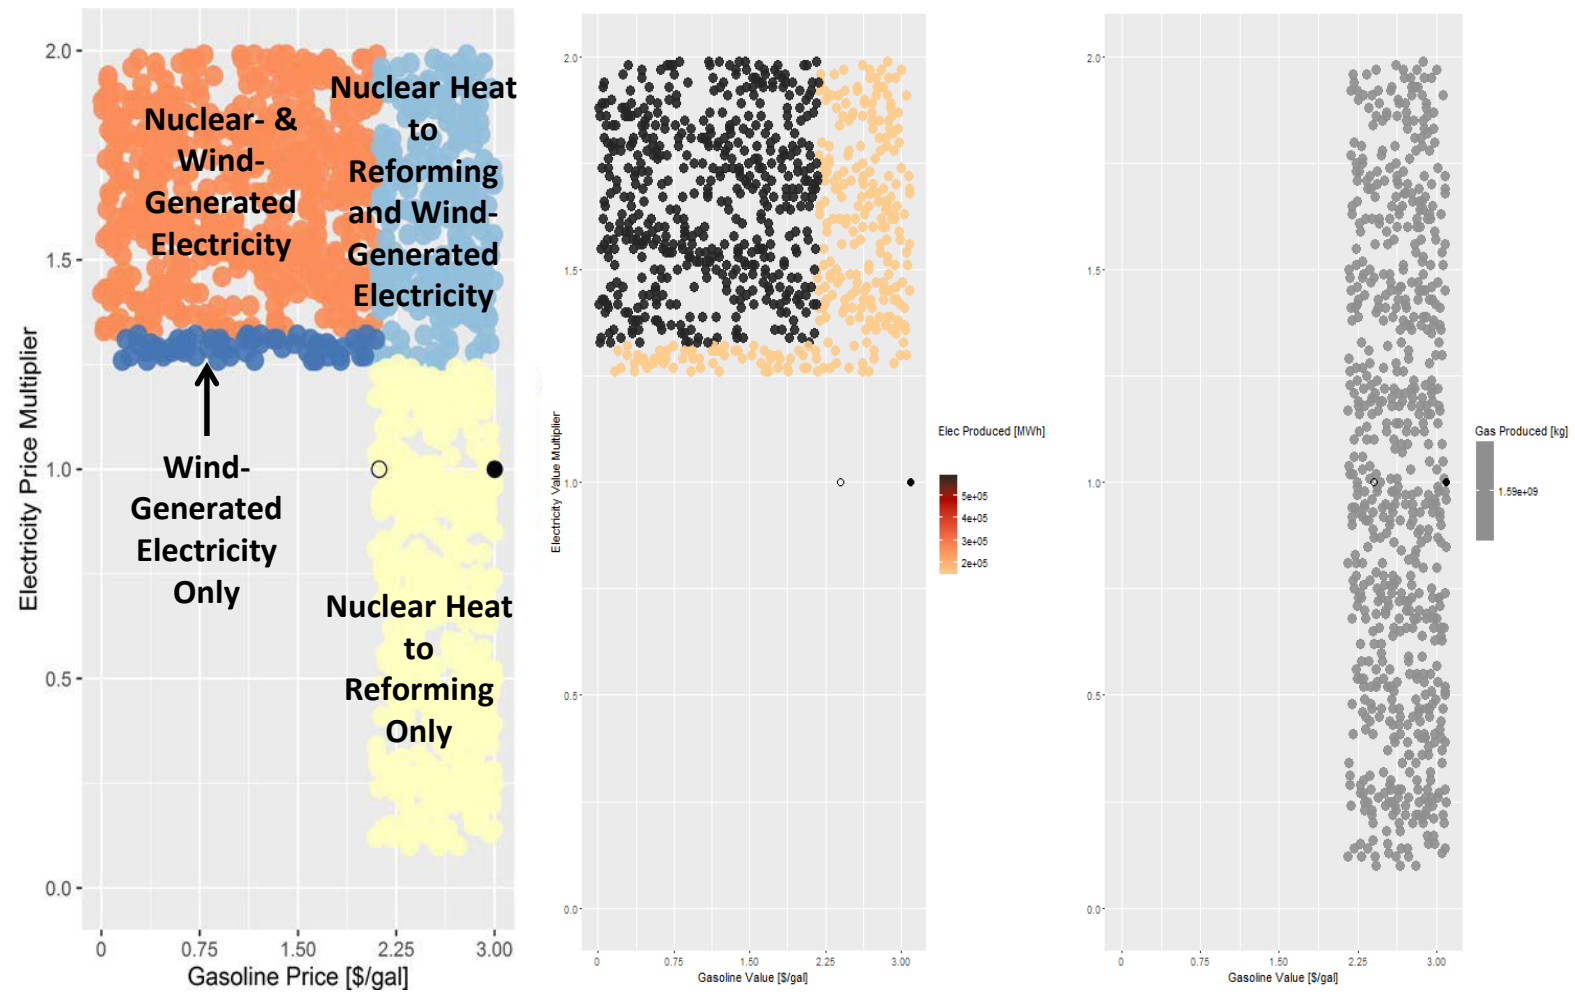 2.0
1.5
1.0
0.5
0.0
Electricity Price Multiplier
Nuclear- &
Wind-
Generated
Electricity
Nuclear Heat
to
Reforming
and Wind-
Generated
Electricity
Wind-
Generated
Electricity
Only
Nuclear Heat
to
Reforming
Only
0 0.75 1.50 2.25 3.00
Gasoline Price [$/gal]
2.0
1.5
1.0
0.5
0.0
Electricity Value Multiplier
0 0.75 1.50 2.25 3.00
Gasoline Value [$/gal]
Elec Produced [MWh]
5e+05
4e+05
3e+05
2e+05
2.0
1.5
1.0
0.5
0.0
0 0.75 1.50 2.25 3.00
Gasoline Value [$/gal]
Gas Produced [kg]
1.59e+09